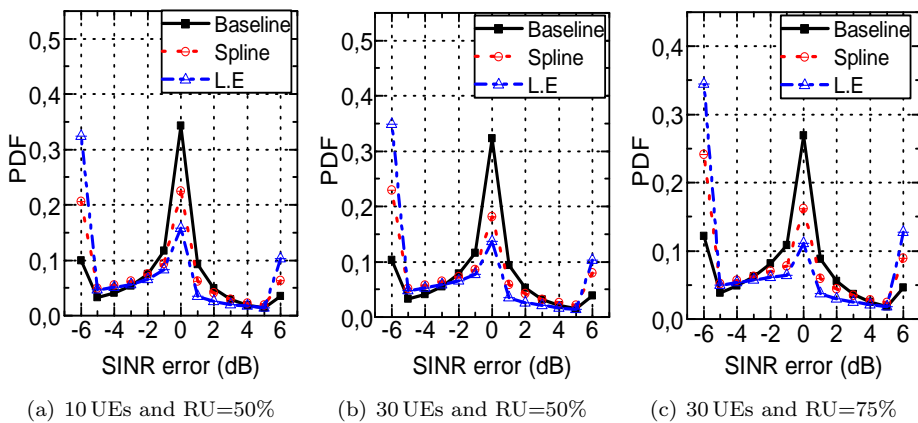 0,5
0,4
0,3
0,2
0,1
0,0
PDF
-6 -4 -2 0 2 4 6
SINR error (dB)
Baseline
Spline
L.E
(a) 10 UEs and RU=50%
0,5
0,4
0,3
0,2
0,1
0,0
PDF
-6 -4 -2 0 2 4 6
SINR error (dB)
Baseline
Spline
L.E
(b) 30 UEs and RU=50%
0,4
0,3
0,2
0,1
0,0
PDF
-6 -4 -2 0 2 4 6
SINR error (dB)
Baseline
Spline
L.E
(c) 30 UEs and RU=75%